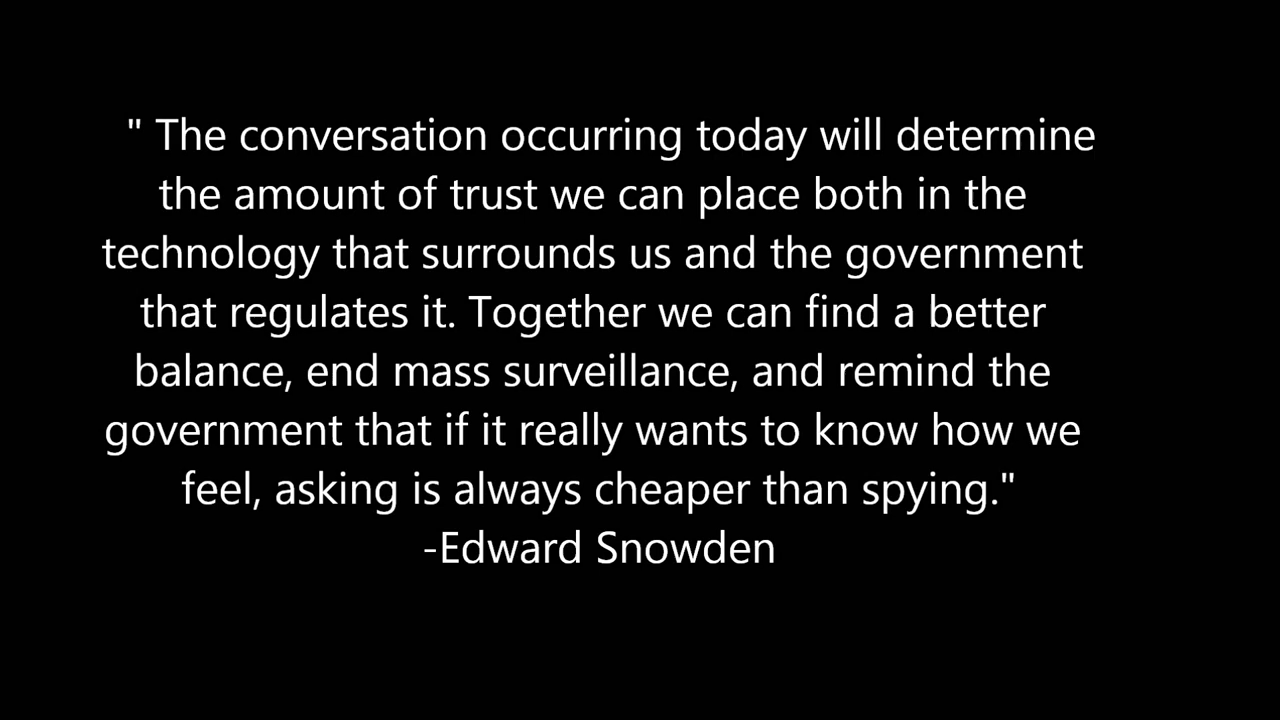 " The conversation occurring today will determine
the amount of trust we can place both in the
technology that surrounds us and the government
that regulates it. Together we can find a better
balance, end mass surveillance, and remind the
government that if it really wants to know how we
feel, asking is always cheaper than spying."
-Edward Snowden